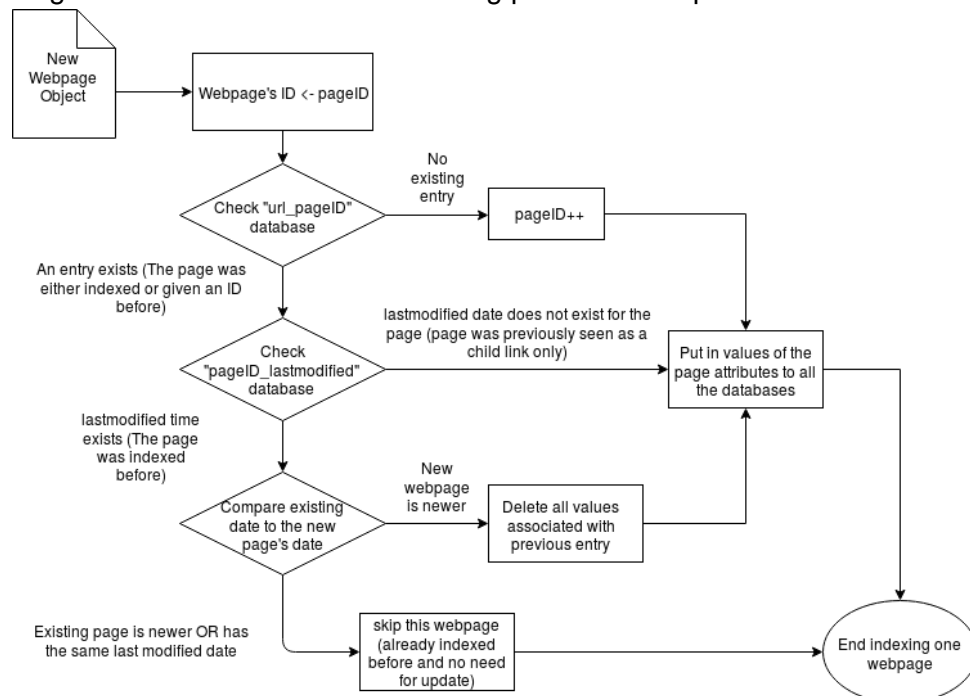 New
Webpage
Object
Webpage's ID <- pageID
No
existing
entry
Check "url_pageID"
database
pageID++
An entry exists (The page was
either indexed or given an ID
before)
lastmodified date does not exist for the
page (page was previously seen as a
child link only)
Check
"pageID_lastmodified"
database
Put in values of the
page attributes to all
the databases
lastmodified time
exists (The page
was indexed
before)
New
webpage
is newer
Compare existing
date to the new
page's date
Delete all values
associated with
previous entry
Existing page is newer OR has
the same last modified date
skip this webpage
(already indexed
before and no need
for update)
End indexing one
webpage